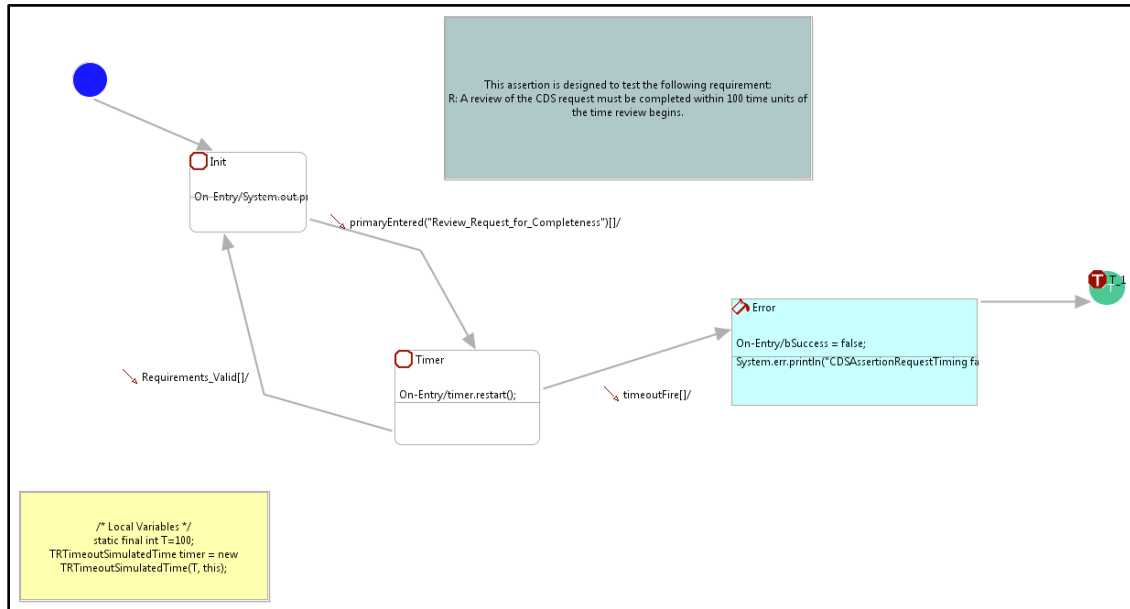 This assertion is designed to test the following requirement:
R: A review of the CDS request must be completed within 100 time units of
the time review begins.
Init
On-Entry/System.out.pr
primaryEntered("Review_Request_for_Completeness")[]/
T_1
Error
On-Entry/bSuccess = false;
System.err.println("CDSAssertionRequestTiming fa
Timer
On-Entry/timer.restart();
Requirements_Valid[]/
timeoutFire[]/
/* Local Variables */
static final int T=100;
TRTimeoutSimulatedTime timer = new
TRTimeoutSimulatedTime(T, this);